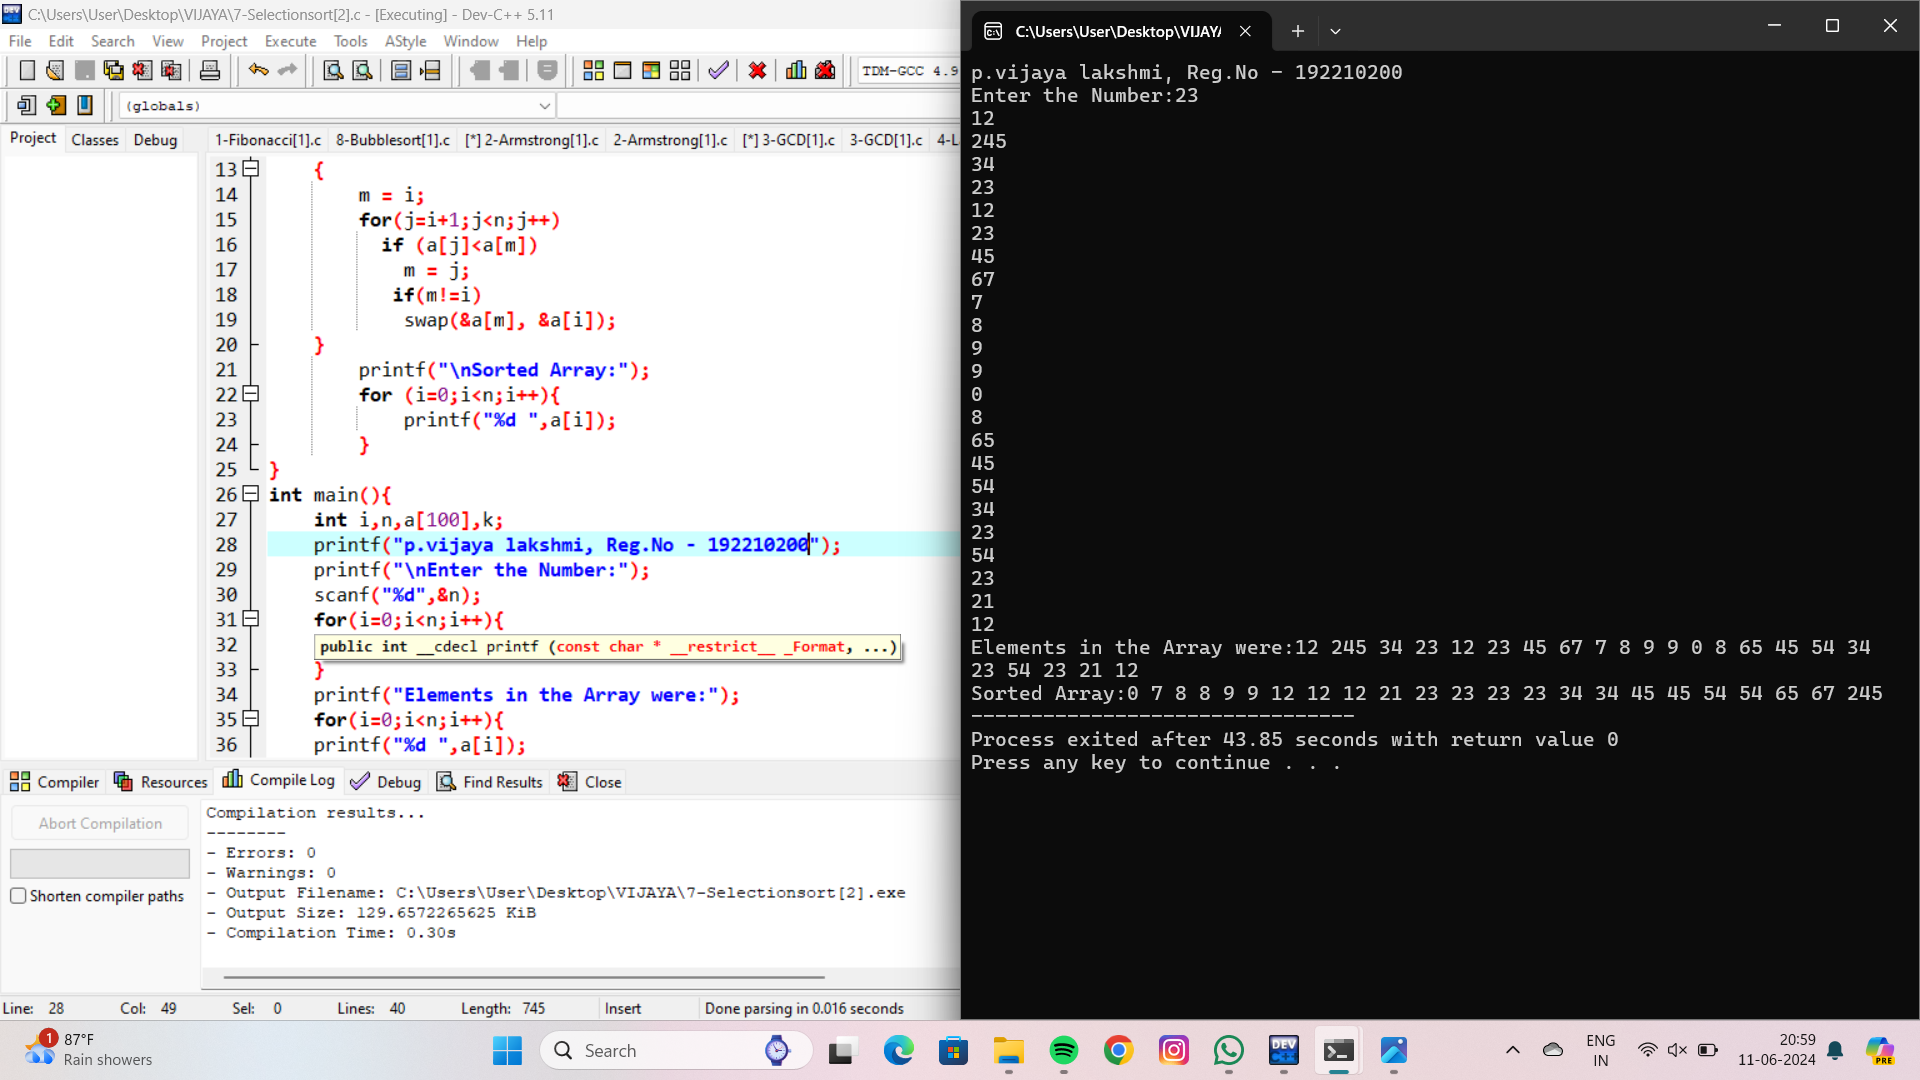 C:\Users\User\Desktop\VIJAYA\7-Selectionsort[2].c - [Executing] - Dev-C++ 5.11
File Edit Search View Project Execute Tools AStyle Window Help
TDM-GCC 4.9
(globals)
Project Classes Debug
1-Fibonacci[1].c 8-Bubblesort[1].c [*] 2-Armstrong[1].c 2-Armstrong[1].c [*] 3-GCD[1].c 3-GCD[1].c 4-L
13 {
14 m = i;
15 for(j=i+1;j<n;j++)
16 if (a[j]<a[m])
17 m = j;
18 if(m!=i)
19 swap(&a[m], &a[i]);
20 }
21 printf("\nSorted Array:");
22 for (i=0;i<n;i++){
23 printf("%d ",a[i]);
24 }
25 }
26 int main(){
27 int i,n,a[100],k;
28 printf("p.vijaya lakshmi, Reg.No - 192210200");
29 printf("\nEnter the Number:");
30 scanf("%d",&n);
31 for(i=0;i<n;i++){
32 public int __cdecl printf (const char * __restrict__ _Format, ...)
33 }
34 printf("Elements in the Array were:");
35 for(i=0;i<n;i++){
36 printf("%d ",a[i]);
Compiler Resources Compile Log Debug Find Results Close
Abort Compilation
Shorten compiler paths
Compilation results...
--------
- Errors: 0
- Warnings: 0
- Output Filename: C:\Users\User\Desktop\VIJAYA\7-Selectionsort[2].exe
- Output Size: 129.6572265625 KiB
- Compilation Time: 0.30s
Line: 28 Col: 49 Sel: 0 Lines: 40 Length: 745 Insert Done parsing in 0.016 seconds
C:\Users\User\Desktop\VIJAYA
p.vijaya lakshmi, Reg.No - 192210200
Enter the Number:23
12
245
34
23
12
23
45
67
7
8
9
9
0
8
65
45
54
34
23
54
23
21
12
Elements in the Array were:12 245 34 23 12 23 45 67 7 8 9 9 0 8 65 45 54 34
23 54 23 21 12
Sorted Array:0 7 8 8 9 9 12 12 12 21 23 23 23 23 34 34 45 45 54 54 65 67 245
--------------------------------
Process exited after 43.85 seconds with return value 0
Press any key to continue . . .
1
87°F
Rain showers
Search
DEV
C++
PRE
ENG
IN
20:59
11-06-2024